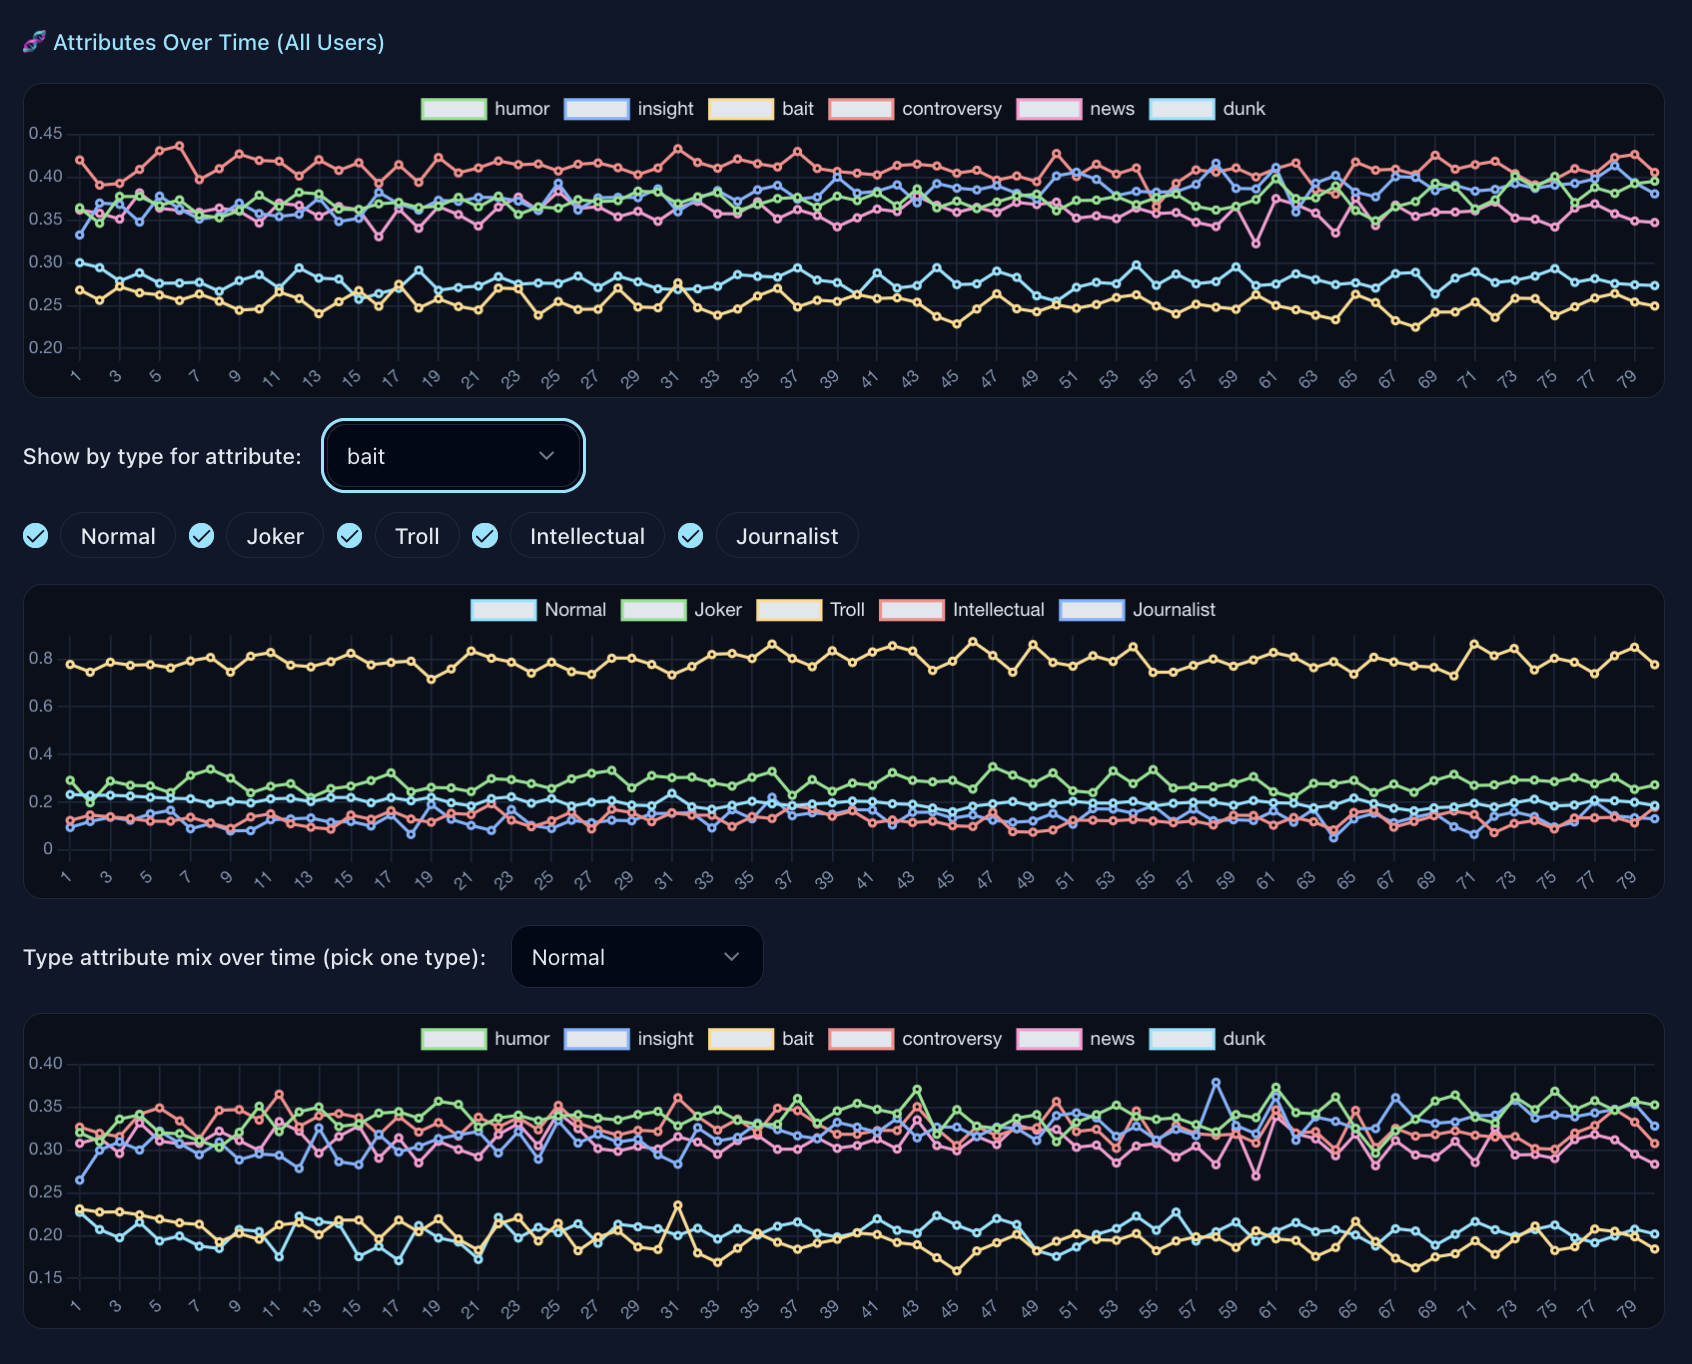 🧬 Attributes Over Time (All Users)
humor insight bait controversy news dunk
0.45
0.40
0.35
0.30
0.25
0.20
1 3 5 7 9 11 13 15 17 19 21 23 25 27 29 31 33 35 37 39 41 43 45 47 49 51 53 55 57 59 61 63 65 67 69 71 73 75 77 79
Show by type for attribute: bait
Normal Joker Troll Intellectual Journalist
Normal Joker Troll Intellectual Journalist
0.8
0.6
0.4
0.2
0
1 3 5 7 9 11 13 15 17 19 21 23 25 27 29 31 33 35 37 39 41 43 45 47 49 51 53 55 57 59 61 63 65 67 69 71 73 75 77 79
Type attribute mix over time (pick one type): Normal
humor insight bait controversy news dunk
0.40
0.35
0.30
0.25
0.20
0.15
1 3 5 7 9 11 13 15 17 19 21 23 25 27 29 31 33 35 37 39 41 43 45 47 49 51 53 55 57 59 61 63 65 67 69 71 73 75 77 79